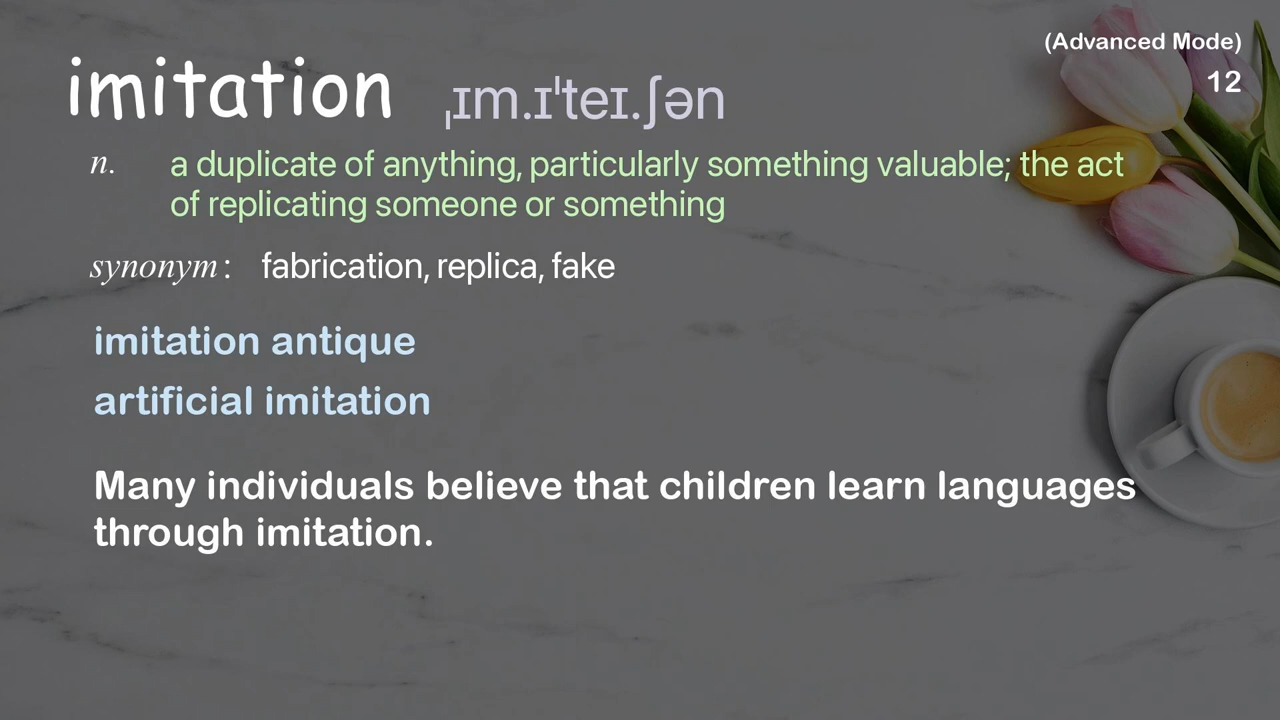 (Advanced Mode)
12
imitation ˌɪm.ɪˈteɪ.ʃən
n. a duplicate of anything, particularly something valuable; the act
of replicating someone or something
synonym: fabrication, replica, fake
imitation antique
artificial imitation
Many individuals believe that children learn languages
through imitation.